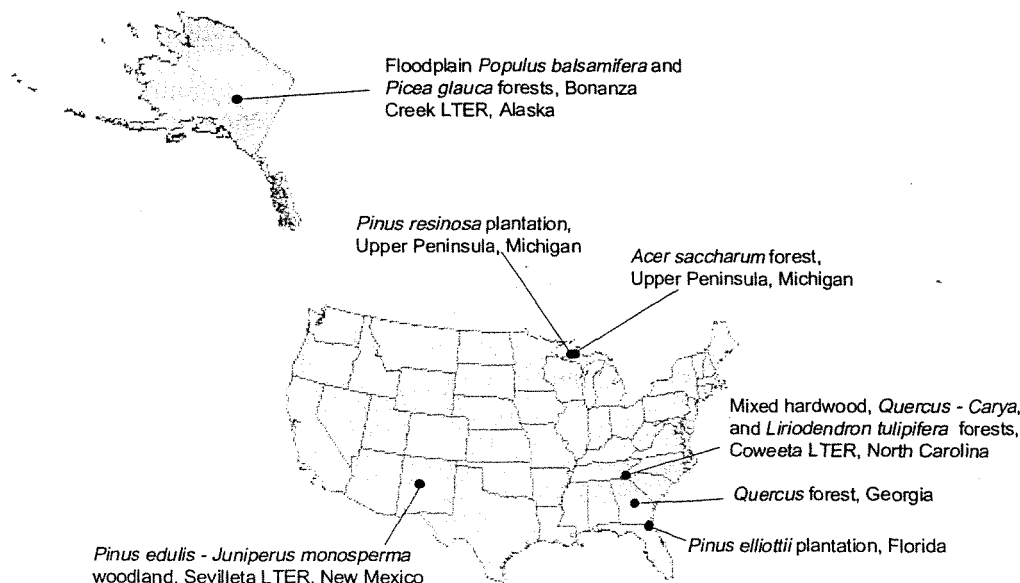 Floodplain Populus balsamifera and
Picea glauca forests, Bonanza
Creek LTER, Alaska
Pinus resinosa plantation,
Upper Peninsula, Michigan
Acer saccharum forest,
Upper Peninsula, Michigan
Mixed hardwood, Quercus - Carya,
and Liriodendron tulipifera forests,
Coweeta LTER, North Carolina
Quercus forest, Georgia
Pinus elliottii plantation, Florida
Pinus edulis - Juniperus monosperma
woodland, Sevilleta LTER, New Mexico